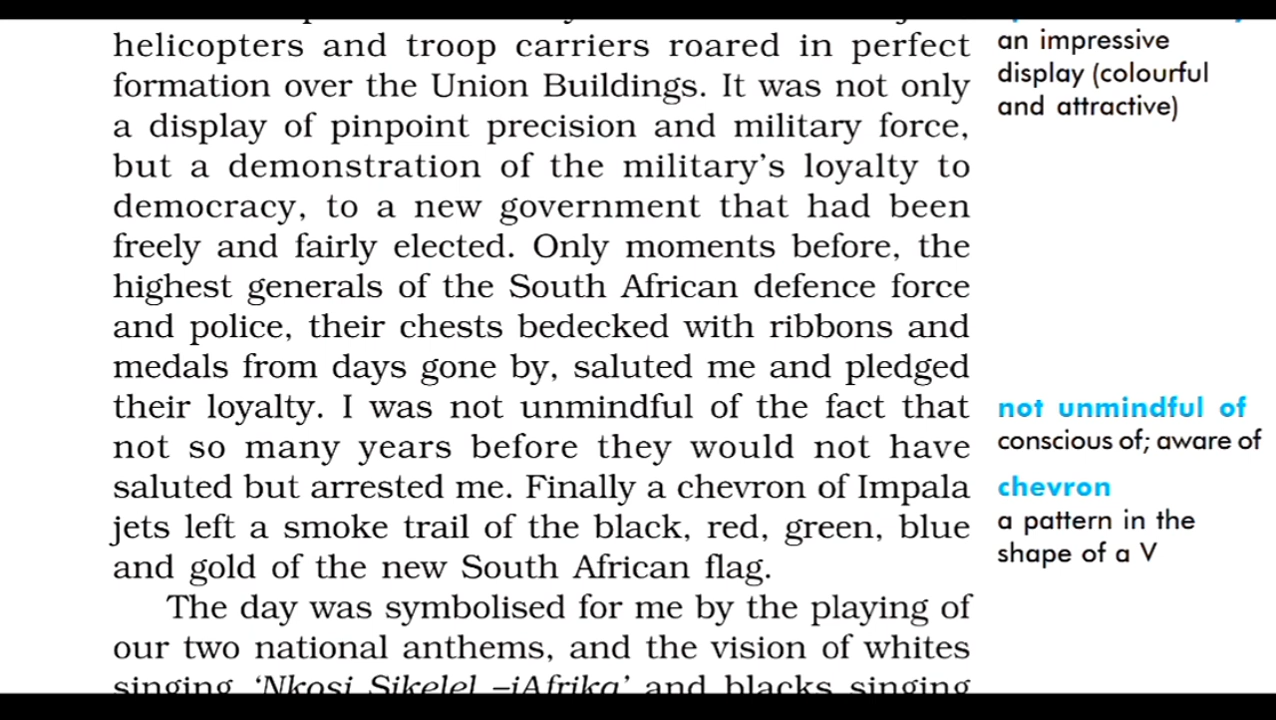 helicopters and troop carriers roared in perfect
formation over the Union Buildings. It was not only
a display of pinpoint precision and military force,
but a demonstration of the military's loyalty to
democracy, to a new government that had been
freely and fairly elected. Only moments before, the
highest generals of the South African defence force
and police, their chests bedecked with ribbons and
medals from days gone by, saluted me and pledged
their loyalty. I was not unmindful of the fact that
not so many years before they would not have
saluted but arrested me. Finally a chevron of Impala
jets left a smoke trail of the black, red, green, blue
and gold of the new South African flag.
The day was symbolised for me by the playing of
our two national anthems, and the vision of whites
singing ‘Nkosi Sikelel –iAfrika’ and blacks singing
an impressive
display (colourful
and attractive)
not unmindful of
conscious of; aware of
chevron
a pattern in the
shape of a V